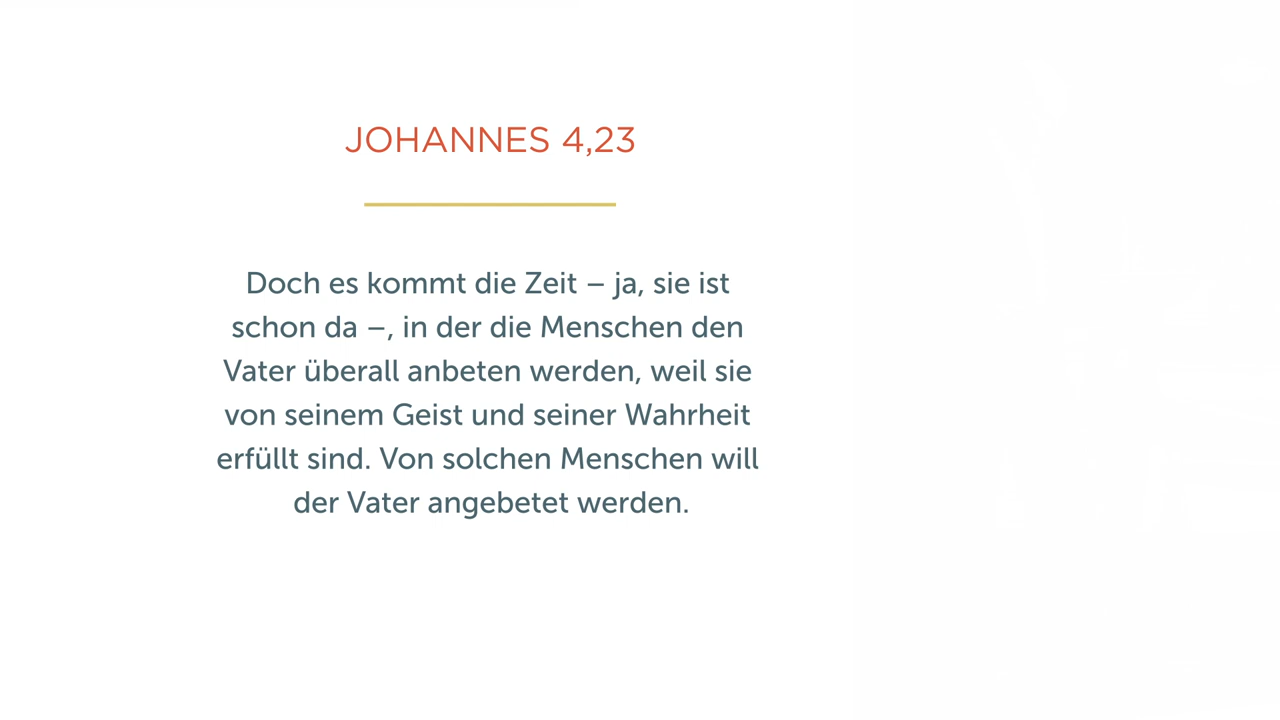 JOHANNES 4,23
Doch es kommt die Zeit – ja, sie ist
schon da –, in der die Menschen den
Vater überall anbeten werden, weil sie
von seinem Geist und seiner Wahrheit
erfüllt sind. Von solchen Menschen will
der Vater angebetet werden.